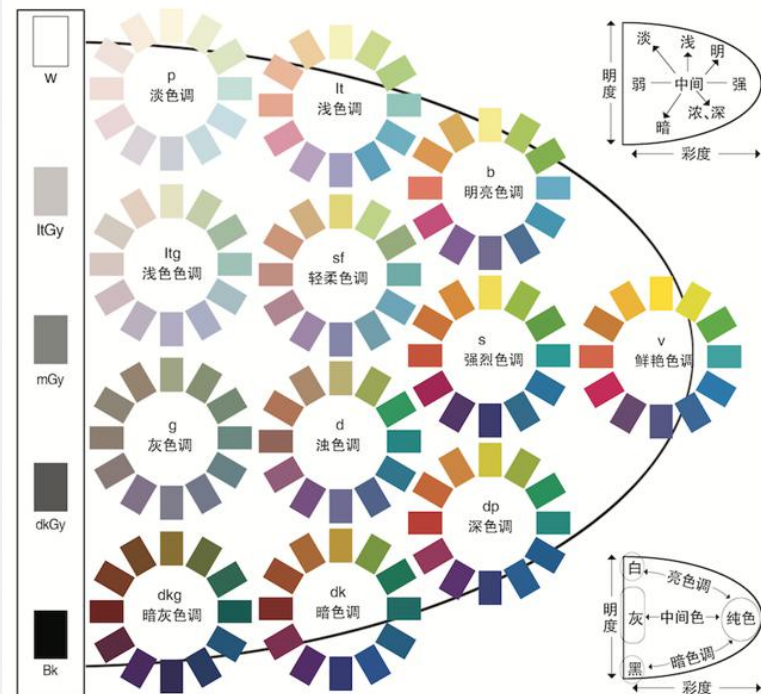 W
ltGy
mGy
dkGy
Bk
p
淡色调
lt
浅色调
b
明亮色调
ltg
浅色色调
sf
轻柔色调
s
强烈色调
v
鲜艳色调
g
灰色调
d
浊色调
dp
深色调
dkg
暗灰色调
dk
暗色调
明度
淡
浅
明
弱
中间
强
暗
浓、深
彩度
明度
白
亮色调
灰
中间色
纯色
黑
暗色调
彩度